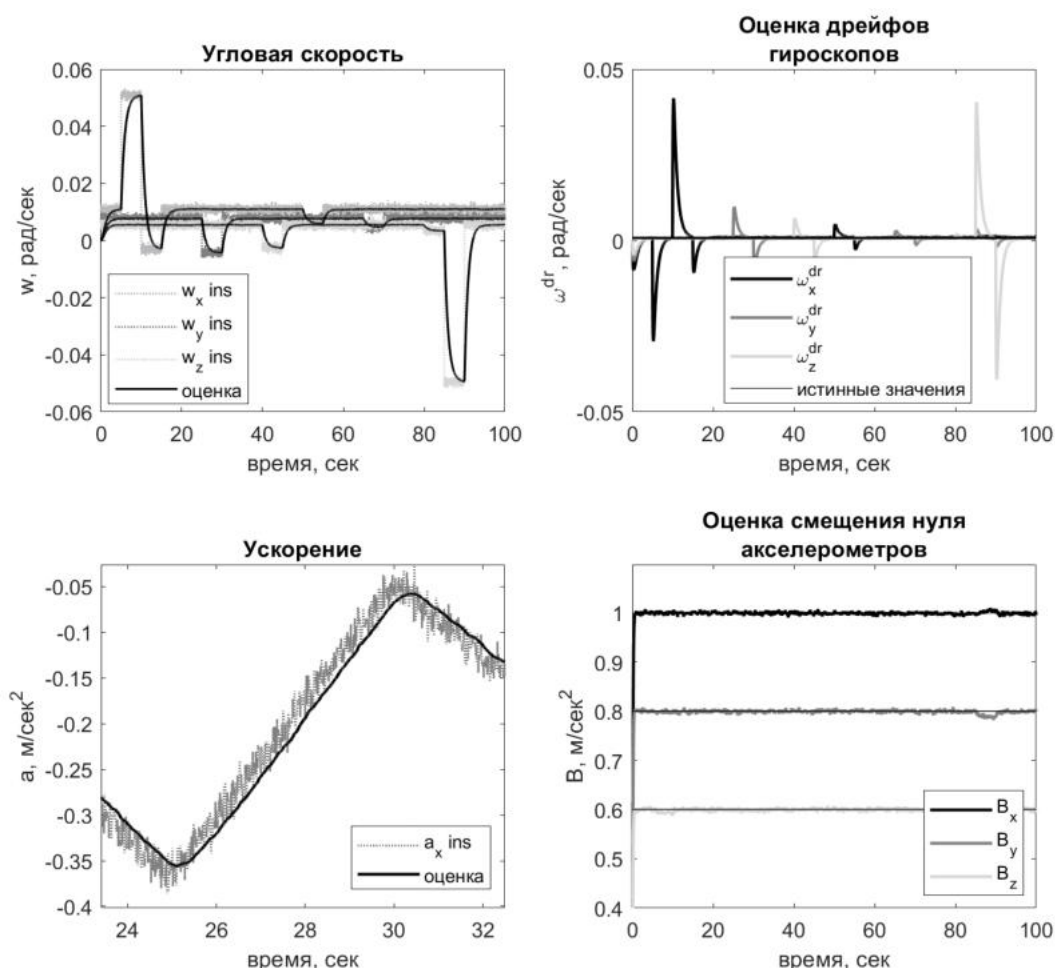 Угловая скорость
0.06
0.04
0.02
0
-0.02
-0.04
-0.06
w, рад/сек
w_x ins
w_y ins
w_z ins
оценка
0 20 40 60 80 100
время, сек
Оценка дрейфов
гироскопов
0.05
0
-0.05
ω^dr, рад/сек
ω_x^dr
ω_y^dr
ω_z^dr
истинные значения
0 20 40 60 80 100
время, сек
Ускорение
-0.05
-0.1
-0.15
-0.2
-0.25
-0.3
-0.35
-0.4
a, м/сек^2
a_x ins
оценка
24 26 28 30 32
время, сек
Оценка смещения нуля
акселерометров
1
0.9
0.8
0.7
0.6
0.5
0.4
B, м/сек^2
B_x
B_y
B_z
0 20 40 60 80 100
время, сек